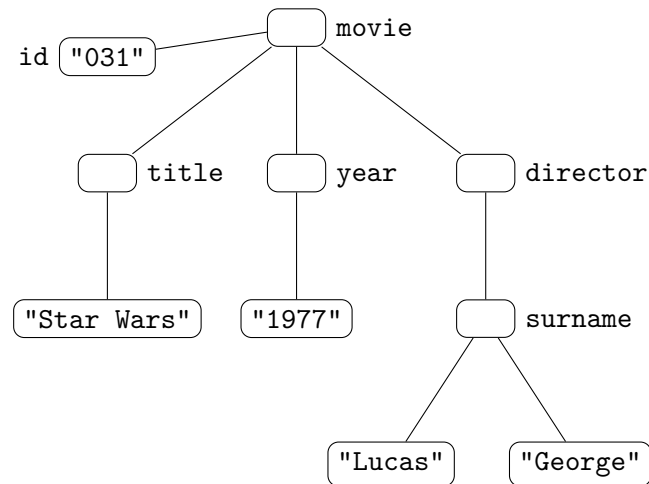 movie
id "031"
title year director
"Star Wars" "1977" surname
"Lucas" "George"